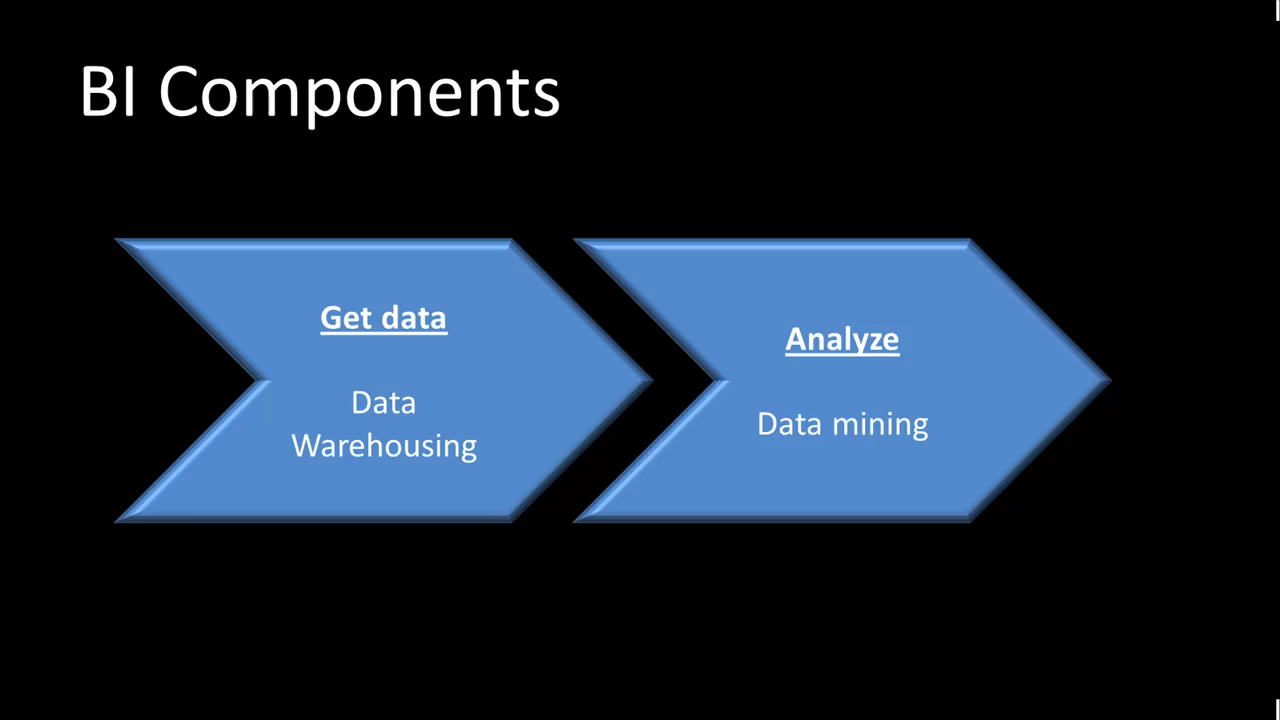 BI Components
Get data
Data
Warehousing
Analyze
Data mining